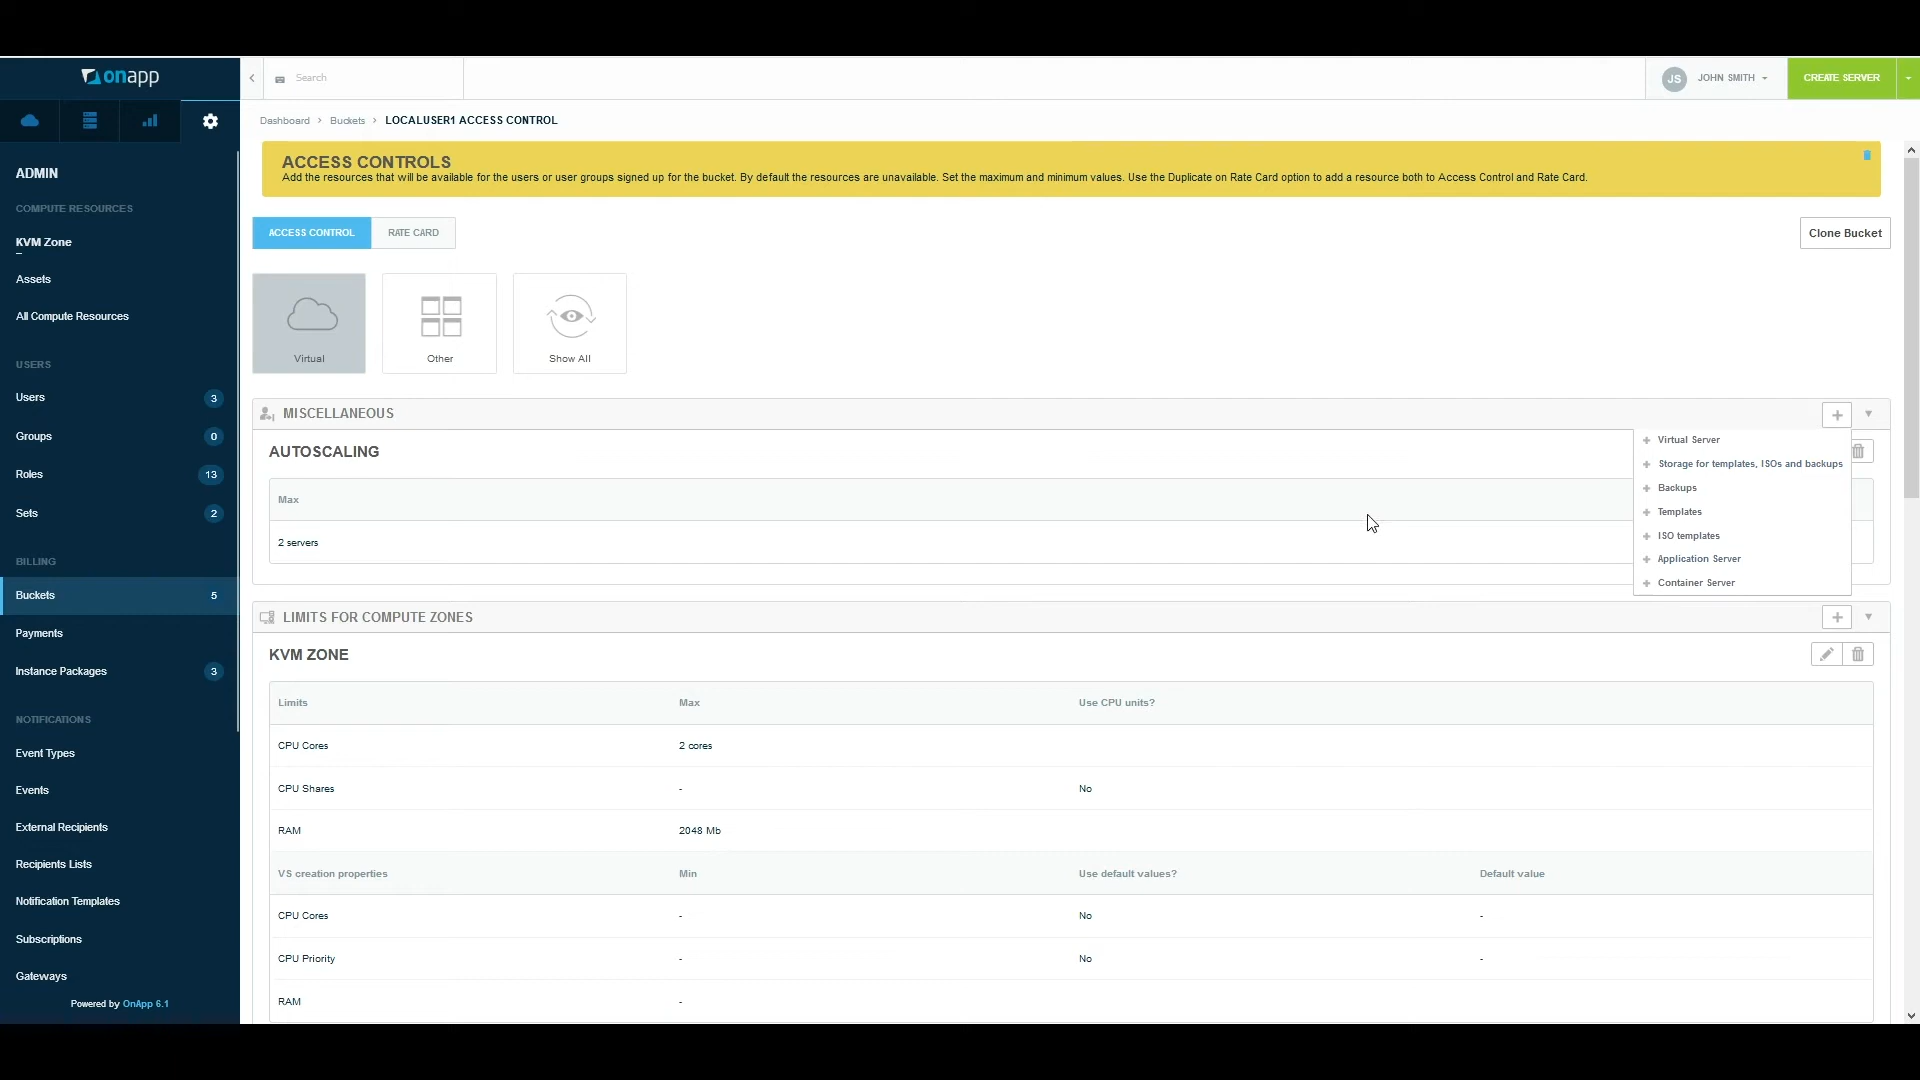 onapp
Search
JS
JOHN SMITH
CREATE SERVER
Dashboard > Buckets > LOCALUSER1 ACCESS CONTROL
ACCESS CONTROLS
Add the resources that will be available for the users or user groups signed up for the bucket. By default the resources are unavailable. Set the maximum and minimum values. Use the Duplicate on Rate Card option to add a resource both to Access Control and Rate Card.
ADMIN
COMPUTE RESOURCES
KVM Zone
Assets
All Compute Resources
USERS
Users 3
Groups 0
Roles 13
Sets 2
BILLING
Buckets 5
Payments
Instance Packages 3
NOTIFICATIONS
Event Types
Events
External Recipients
Recipients Lists
Notification Templates
Subscriptions
Gateways
Powered by OnApp 6.1
ACCESS CONTROL
RATE CARD
Clone Bucket
Virtual
Other
Show All
MISCELLANEOUS
+
AUTOSCALING
Max
2 servers
+ Virtual Server
+ Storage for templates, ISOs and backups
+ Backups
+ Templates
+ ISO templates
+ Application Server
+ Container Server
LIMITS FOR COMPUTE ZONES
+
KVM ZONE
Limits Max Use CPU units?
CPU Cores 2 cores
CPU Shares - No
RAM 2048 Mb
VS creation properties Min Use default values? Default value
CPU Cores - No -
CPU Priority - No -
RAM -